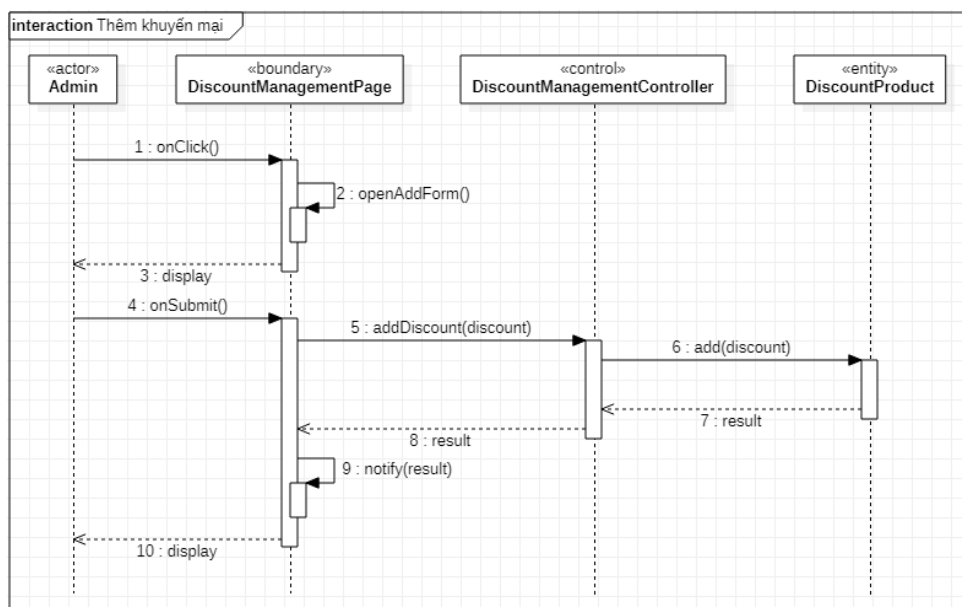 interaction Thêm khuyến mại
«actor»
Admin
«boundary»
DiscountManagementPage
«control»
DiscountManagementController
«entity»
DiscountProduct
1 : onClick()
2 : openAddForm()
3 : display
4 : onSubmit()
5 : addDiscount(discount)
6 : add(discount)
7 : result
8 : result
9 : notify(result)
10 : display